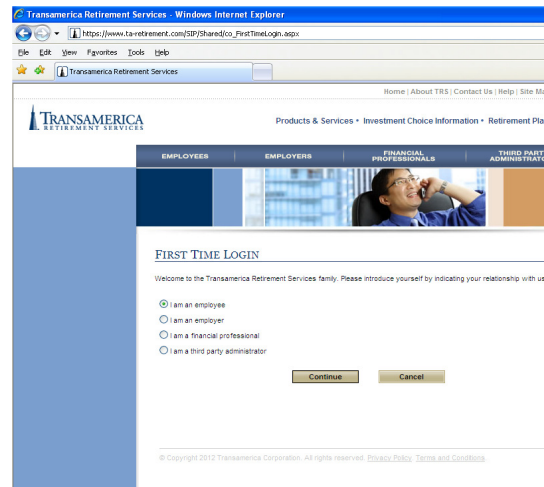 Transamerica Retirement Services - Windows Internet Explorer
https://www.ta-retirement.com/SIP/Shared/co_FirstTimeLogin.aspx
File Edit View Favorites Tools Help
Transamerica Retirement Services
Home | About TRS | Contact Us | Help | Site Ma
TRANSAMERICA
RETIREMENT SERVICES
Products & Services • Investment Choice Information • Retirement Pla
EMPLOYEES EMPLOYERS FINANCIAL PROFESSIONALS THIRD PARTY ADMINISTRATO
FIRST TIME LOGIN
Welcome to the Transamerica Retirement Services family. Please introduce yourself by indicating your relationship with us
I am an employee
I am an employer
I am a financial professional
I am a third party administrator
Continue Cancel
© Copyright 2012 Transamerica Corporation. All rights reserved. Privacy Policy Terms and Conditions